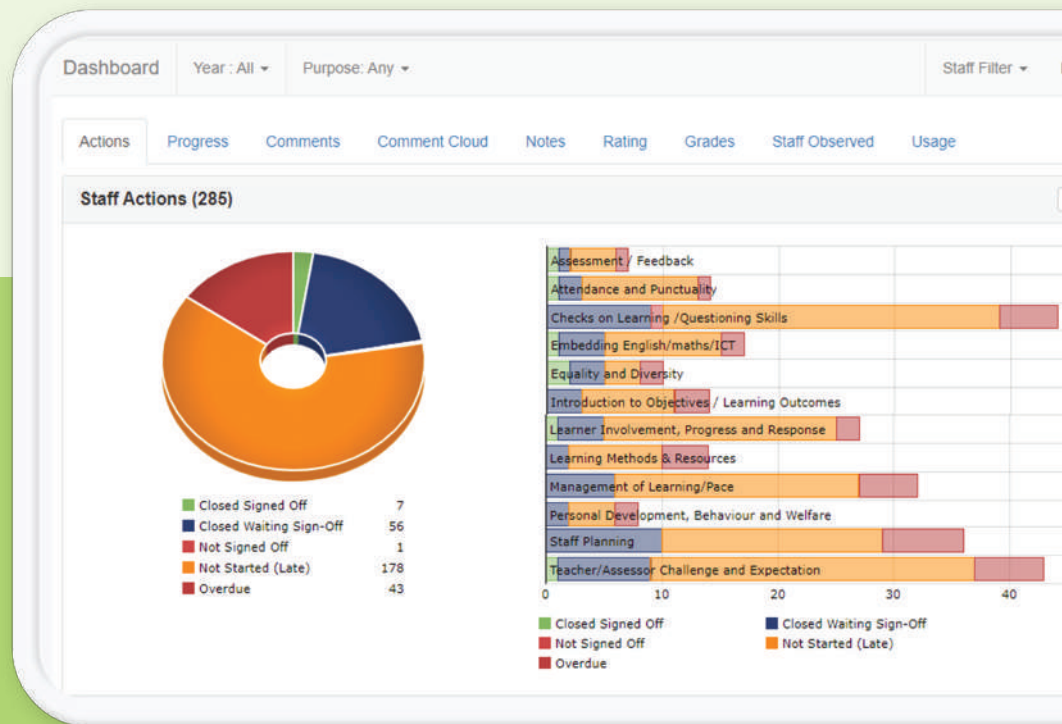 Dashboard
Year : All
Purpose: Any
Staff Filter
Actions
Progress
Comments
Comment Cloud
Notes
Rating
Grades
Staff Observed
Usage
Staff Actions (285)
Closed Signed Off 7
Closed Waiting Sign-Off 56
Not Signed Off 1
Not Started (Late) 178
Overdue 43
Assessment / Feedback
Attendance and Punctuality
Checks on Learning /Questioning Skills
Embedding English/maths/ICT
Equality and Diversity
Introduction to Objectives / Learning Outcomes
Learner Involvement, Progress and Response
Learning Methods & Resources
Management of Learning/Pace
Personal Development, Behaviour and Welfare
Staff Planning
Teacher/Assessor Challenge and Expectation
0 10 20 30 40
Closed Signed Off
Closed Waiting Sign-Off
Not Signed Off
Not Started (Late)
Overdue